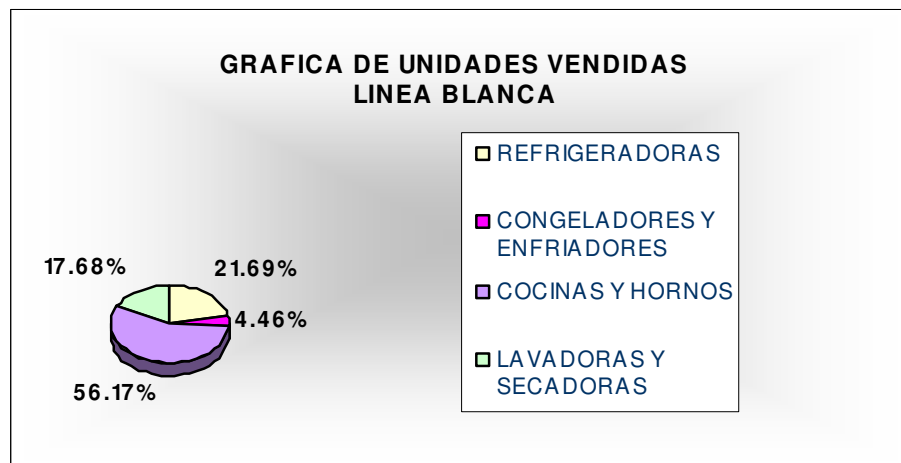 GRAFICA DE UNIDADES VENDIDAS
LINEA BLANCA
REFRIGERADORAS
CONGELADORES Y
ENFRIADORES
COCINAS Y HORNOS
LAVADORAS Y
SECADORAS
17.68%
21.69%
4.46%
56.17%